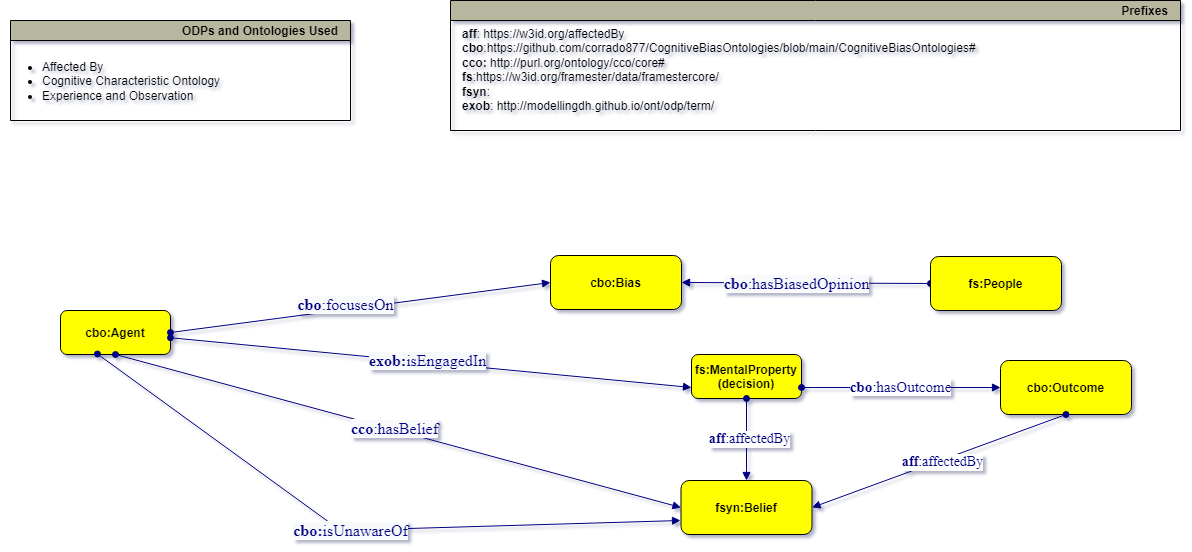 ODPs and Ontologies Used
Affected By
Cognitive Characteristic Ontology
Experience and Observation
Prefixes
aff: https://w3id.org/affectedBy
cbo:https://github.com/corrado877/CognitiveBiasOntologies/blob/main/CognitiveBiasOntologies#
cco: http://purl.org/ontology/cco/core#
fs:https://w3id.org/framester/data/framestercore/
fsyn:
exob: http://modellingdh.github.io/ont/odp/term/
cbo:Bias
cbo:hasBiasedOpinion
fs:People
cbo:focusesOn
cbo:Agent
exob:isEngagedIn
fs:MentalProperty
(decision)
cbo:hasOutcome
cbo:Outcome
cco:hasBelief
aff:affectedBy
aff:affectedBy
fsyn:Belief
cbo:isUnawareOf